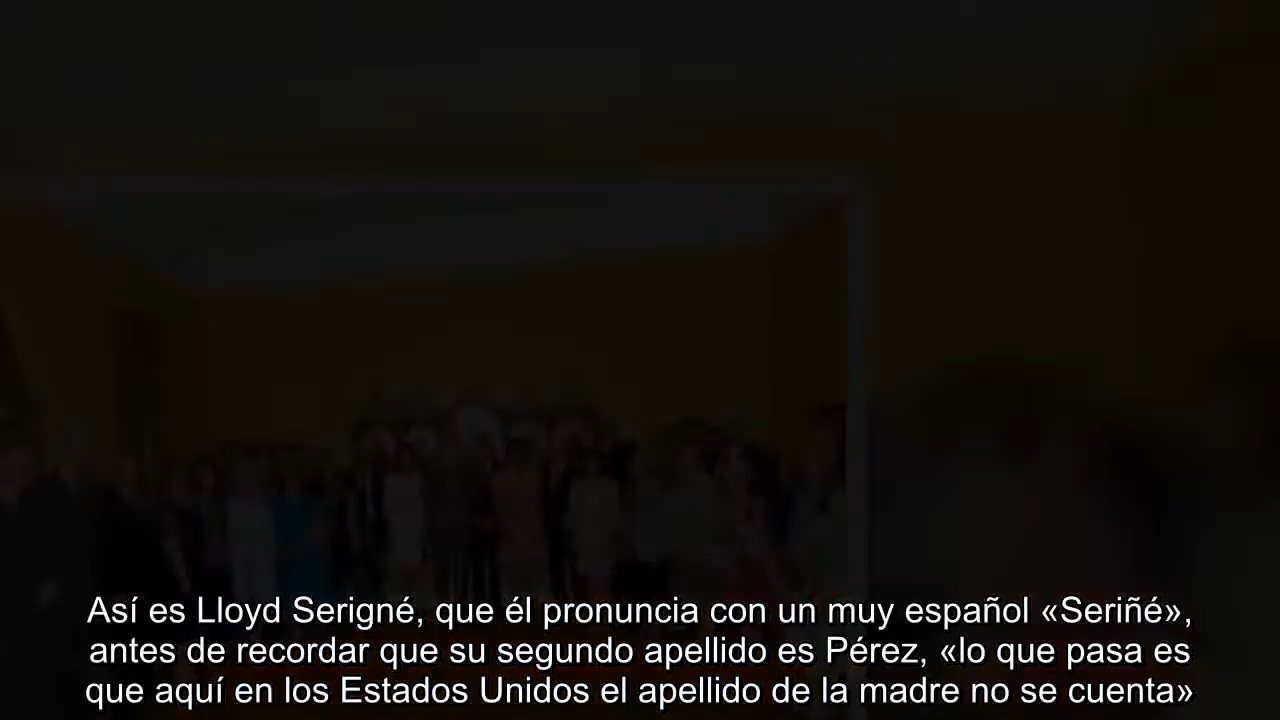 Así es Lloyd Serigné, que él pronuncia con un muy español «Seriñé»,
antes de recordar que su segundo apellido es Pérez, «lo que pasa es
que aquí en los Estados Unidos el apellido de la madre no se cuenta»